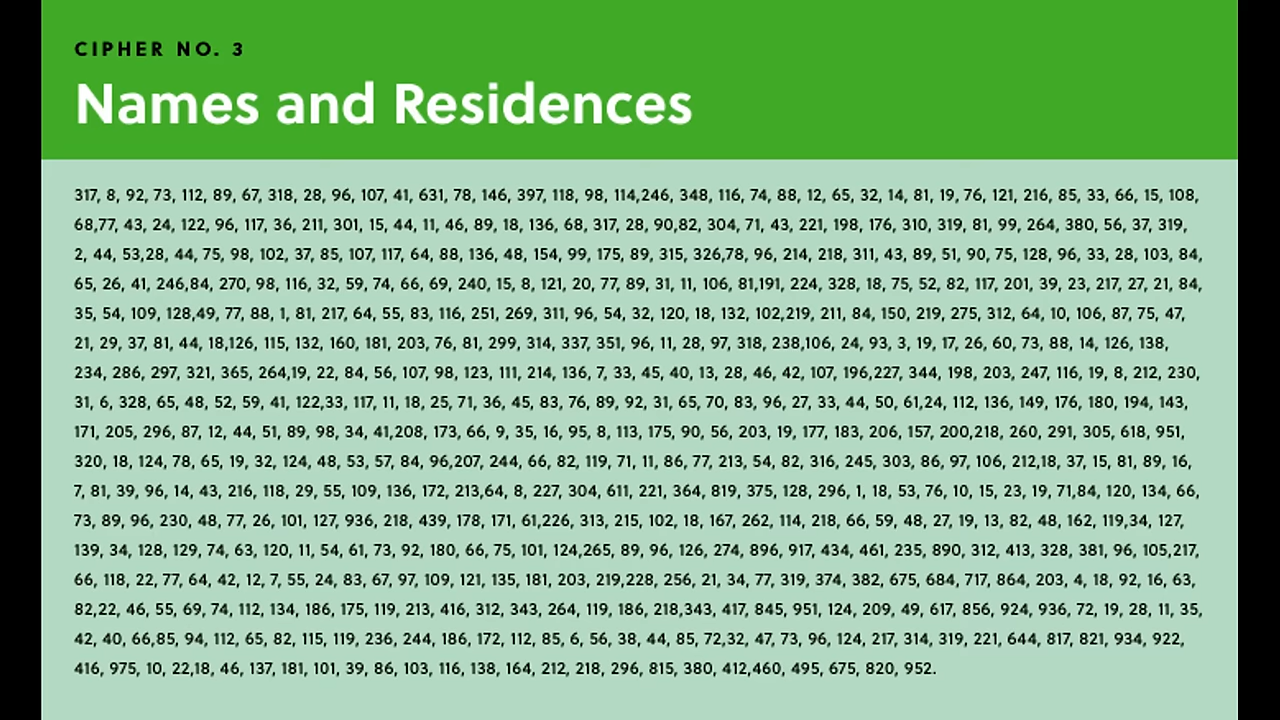 CIPHER NO. 3
Names and Residences
317, 8, 92, 73, 112, 89, 67, 318, 28, 96, 107, 41, 631, 78, 146, 397, 118, 98, 114,246, 348, 116, 74, 88, 12, 65, 32, 14, 81, 19, 76, 121, 216, 85, 33, 66, 15, 108,
68,77, 43, 24, 122, 96, 117, 36, 211, 301, 15, 44, 11, 46, 89, 18, 136, 68, 317, 28, 90,82, 304, 71, 43, 221, 198, 176, 310, 319, 81, 99, 264, 380, 56, 37, 319,
2, 44, 53,28, 44, 75, 98, 102, 37, 85, 107, 117, 64, 88, 136, 48, 154, 99, 175, 89, 315, 326,78, 96, 214, 218, 311, 43, 89, 51, 90, 75, 128, 96, 33, 28, 103, 84,
65, 26, 41, 246,84, 270, 98, 116, 32, 59, 74, 66, 69, 240, 15, 8, 121, 20, 77, 89, 31, 11, 106, 81,191, 224, 328, 18, 75, 52, 82, 117, 201, 39, 23, 217, 27, 21, 84,
35, 54, 109, 128,49, 77, 88, 1, 81, 217, 64, 55, 83, 116, 251, 269, 311, 96, 54, 32, 120, 18, 132, 102,219, 211, 84, 150, 219, 275, 312, 64, 10, 106, 87, 75, 47,
21, 29, 37, 81, 44, 18,126, 115, 132, 160, 181, 203, 76, 81, 299, 314, 337, 351, 96, 11, 28, 97, 318, 238,106, 24, 93, 3, 19, 17, 26, 60, 73, 88, 14, 126, 138,
234, 286, 297, 321, 365, 264,19, 22, 84, 56, 107, 98, 123, 111, 214, 136, 7, 33, 45, 40, 13, 28, 46, 42, 107, 196,227, 344, 198, 203, 247, 116, 19, 8, 212, 230,
31, 6, 328, 65, 48, 52, 59, 41, 122,33, 117, 11, 18, 25, 71, 36, 45, 83, 76, 89, 92, 31, 65, 70, 83, 96, 27, 33, 44, 50, 61,24, 112, 136, 149, 176, 180, 194, 143,
171, 205, 296, 87, 12, 44, 51, 89, 98, 34, 41,208, 173, 66, 9, 35, 16, 95, 8, 113, 175, 90, 56, 203, 19, 177, 183, 206, 157, 200,218, 260, 291, 305, 618, 951,
320, 18, 124, 78, 65, 19, 32, 124, 48, 53, 57, 84, 96,207, 244, 66, 82, 119, 71, 11, 86, 77, 213, 54, 82, 316, 245, 303, 86, 97, 106, 212,18, 37, 15, 81, 89, 16,
7, 81, 39, 96, 14, 43, 216, 118, 29, 55, 109, 136, 172, 213,64, 8, 227, 304, 611, 221, 364, 819, 375, 128, 296, 1, 18, 53, 76, 10, 15, 23, 19, 71,84, 120, 134, 66,
73, 89, 96, 230, 48, 77, 26, 101, 127, 936, 218, 439, 178, 171, 61,226, 313, 215, 102, 18, 167, 262, 114, 218, 66, 59, 48, 27, 19, 13, 82, 48, 162, 119,34, 127,
139, 34, 128, 129, 74, 63, 120, 11, 54, 61, 73, 92, 180, 66, 75, 101, 124,265, 89, 96, 126, 274, 896, 917, 434, 461, 235, 890, 312, 413, 328, 381, 96, 105,217,
66, 118, 22, 77, 64, 42, 12, 7, 55, 24, 83, 67, 97, 109, 121, 135, 181, 203, 219,228, 256, 21, 34, 77, 319, 374, 382, 675, 684, 717, 864, 203, 4, 18, 92, 16, 63,
82,22, 46, 55, 69, 74, 112, 134, 186, 175, 119, 213, 416, 312, 343, 264, 119, 186, 218,343, 417, 845, 951, 124, 209, 49, 617, 856, 924, 936, 72, 19, 28, 11, 35,
42, 40, 66,85, 94, 112, 65, 82, 115, 119, 236, 244, 186, 172, 112, 85, 6, 56, 38, 44, 85, 72,32, 47, 73, 96, 124, 217, 314, 319, 221, 644, 817, 821, 934, 922,
416, 975, 10, 22,18, 46, 137, 181, 101, 39, 86, 103, 116, 138, 164, 212, 218, 296, 815, 380, 412,460, 495, 675, 820, 952.